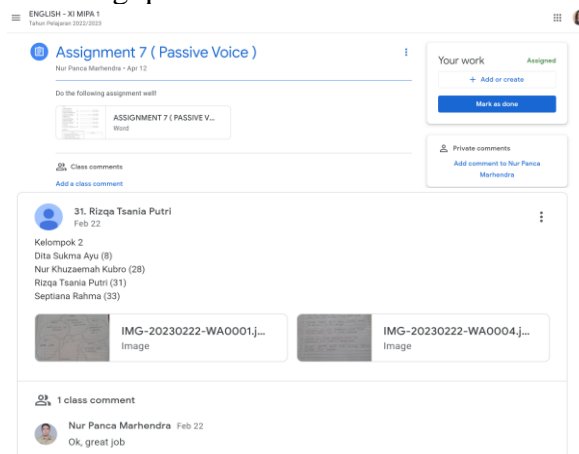 ENGLISH - XI MIPA 1
Tahun Pelajaran 2022/2023
Assignment 7 ( Passive Voice )
Nur Panca Marhendra • Apr 12
Do the following assignment well!
ASSIGNMENT 7 ( PASSIVE V...
Word
Class comments
Add a class comment
Your work
Assigned
+ Add or create
Mark as done
Private comments
Add comment to Nur Panca
Marhendra
31. Rizqa Tsania Putri
Feb 22
Kelompok 2
Dita Sukma Ayu (8)
Nur Khuzaemah Kubro (28)
Rizqa Tsania Putri (31)
Septiana Rahma (33)
IMG-20230222-WA0001.j...
Image
IMG-20230222-WA0004.j...
Image
1 class comment
Nur Panca Marhendra Feb 22
Ok, great job